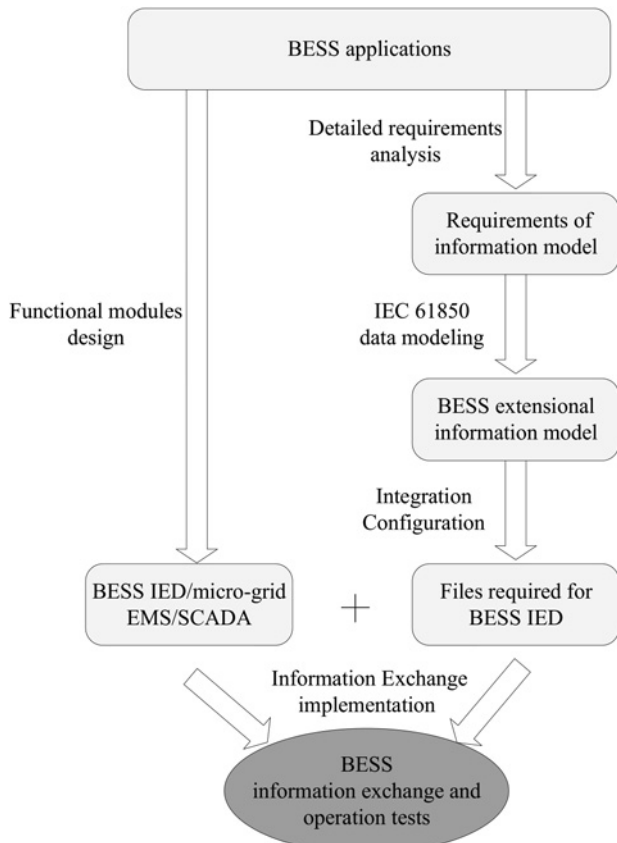 BESS applications
Detailed requirements
analysis
Requirements of
information model
Functional modules
design
IEC 61850
data modeling
BESS extensional
information model
Integration
Configuration
BESS IED/micro-grid
EMS/SCADA
+
Files required for
BESS IED
Information Exchange
implementation
BESS
information exchange and
operation tests